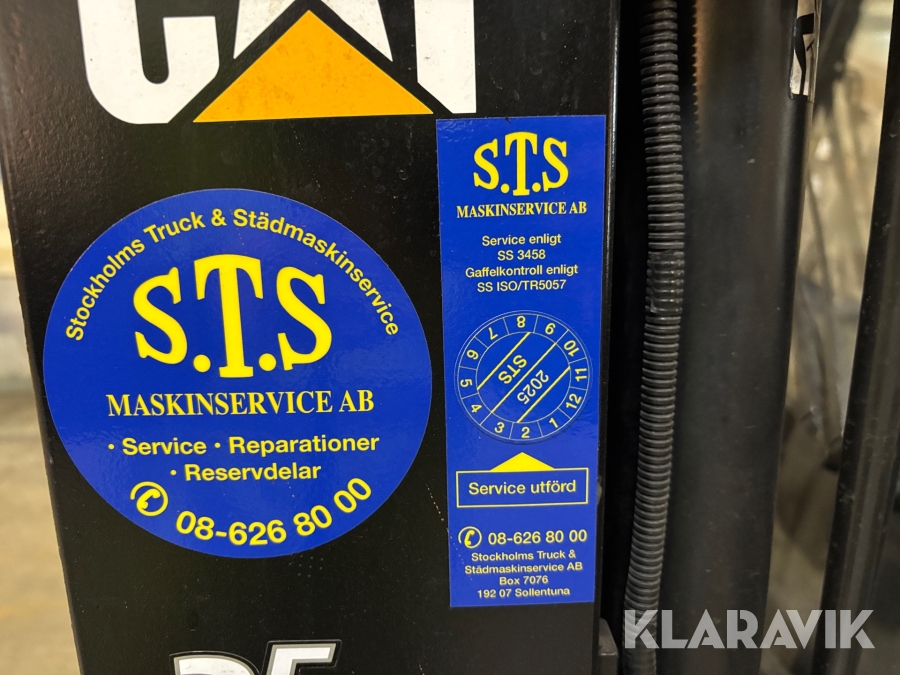 CAT
Stockholms Truck & Städmaskinservice
S.T.S
MASKINSERVICE AB
· Service · Reparationer
· Reservdelar
08-626 80 00
S.T.S
MASKINSERVICE AB
Service enligt
SS 3458
Gaffelkontroll enligt
SS ISO/TR5057
1 2 3 4 5 6 7 8 9 10 11 12
STS
2025
Service utförd
08-626 80 00
Stockholms Truck &
Städmaskinservice AB
Box 7076
192 07 Sollentuna
KLARAVIK